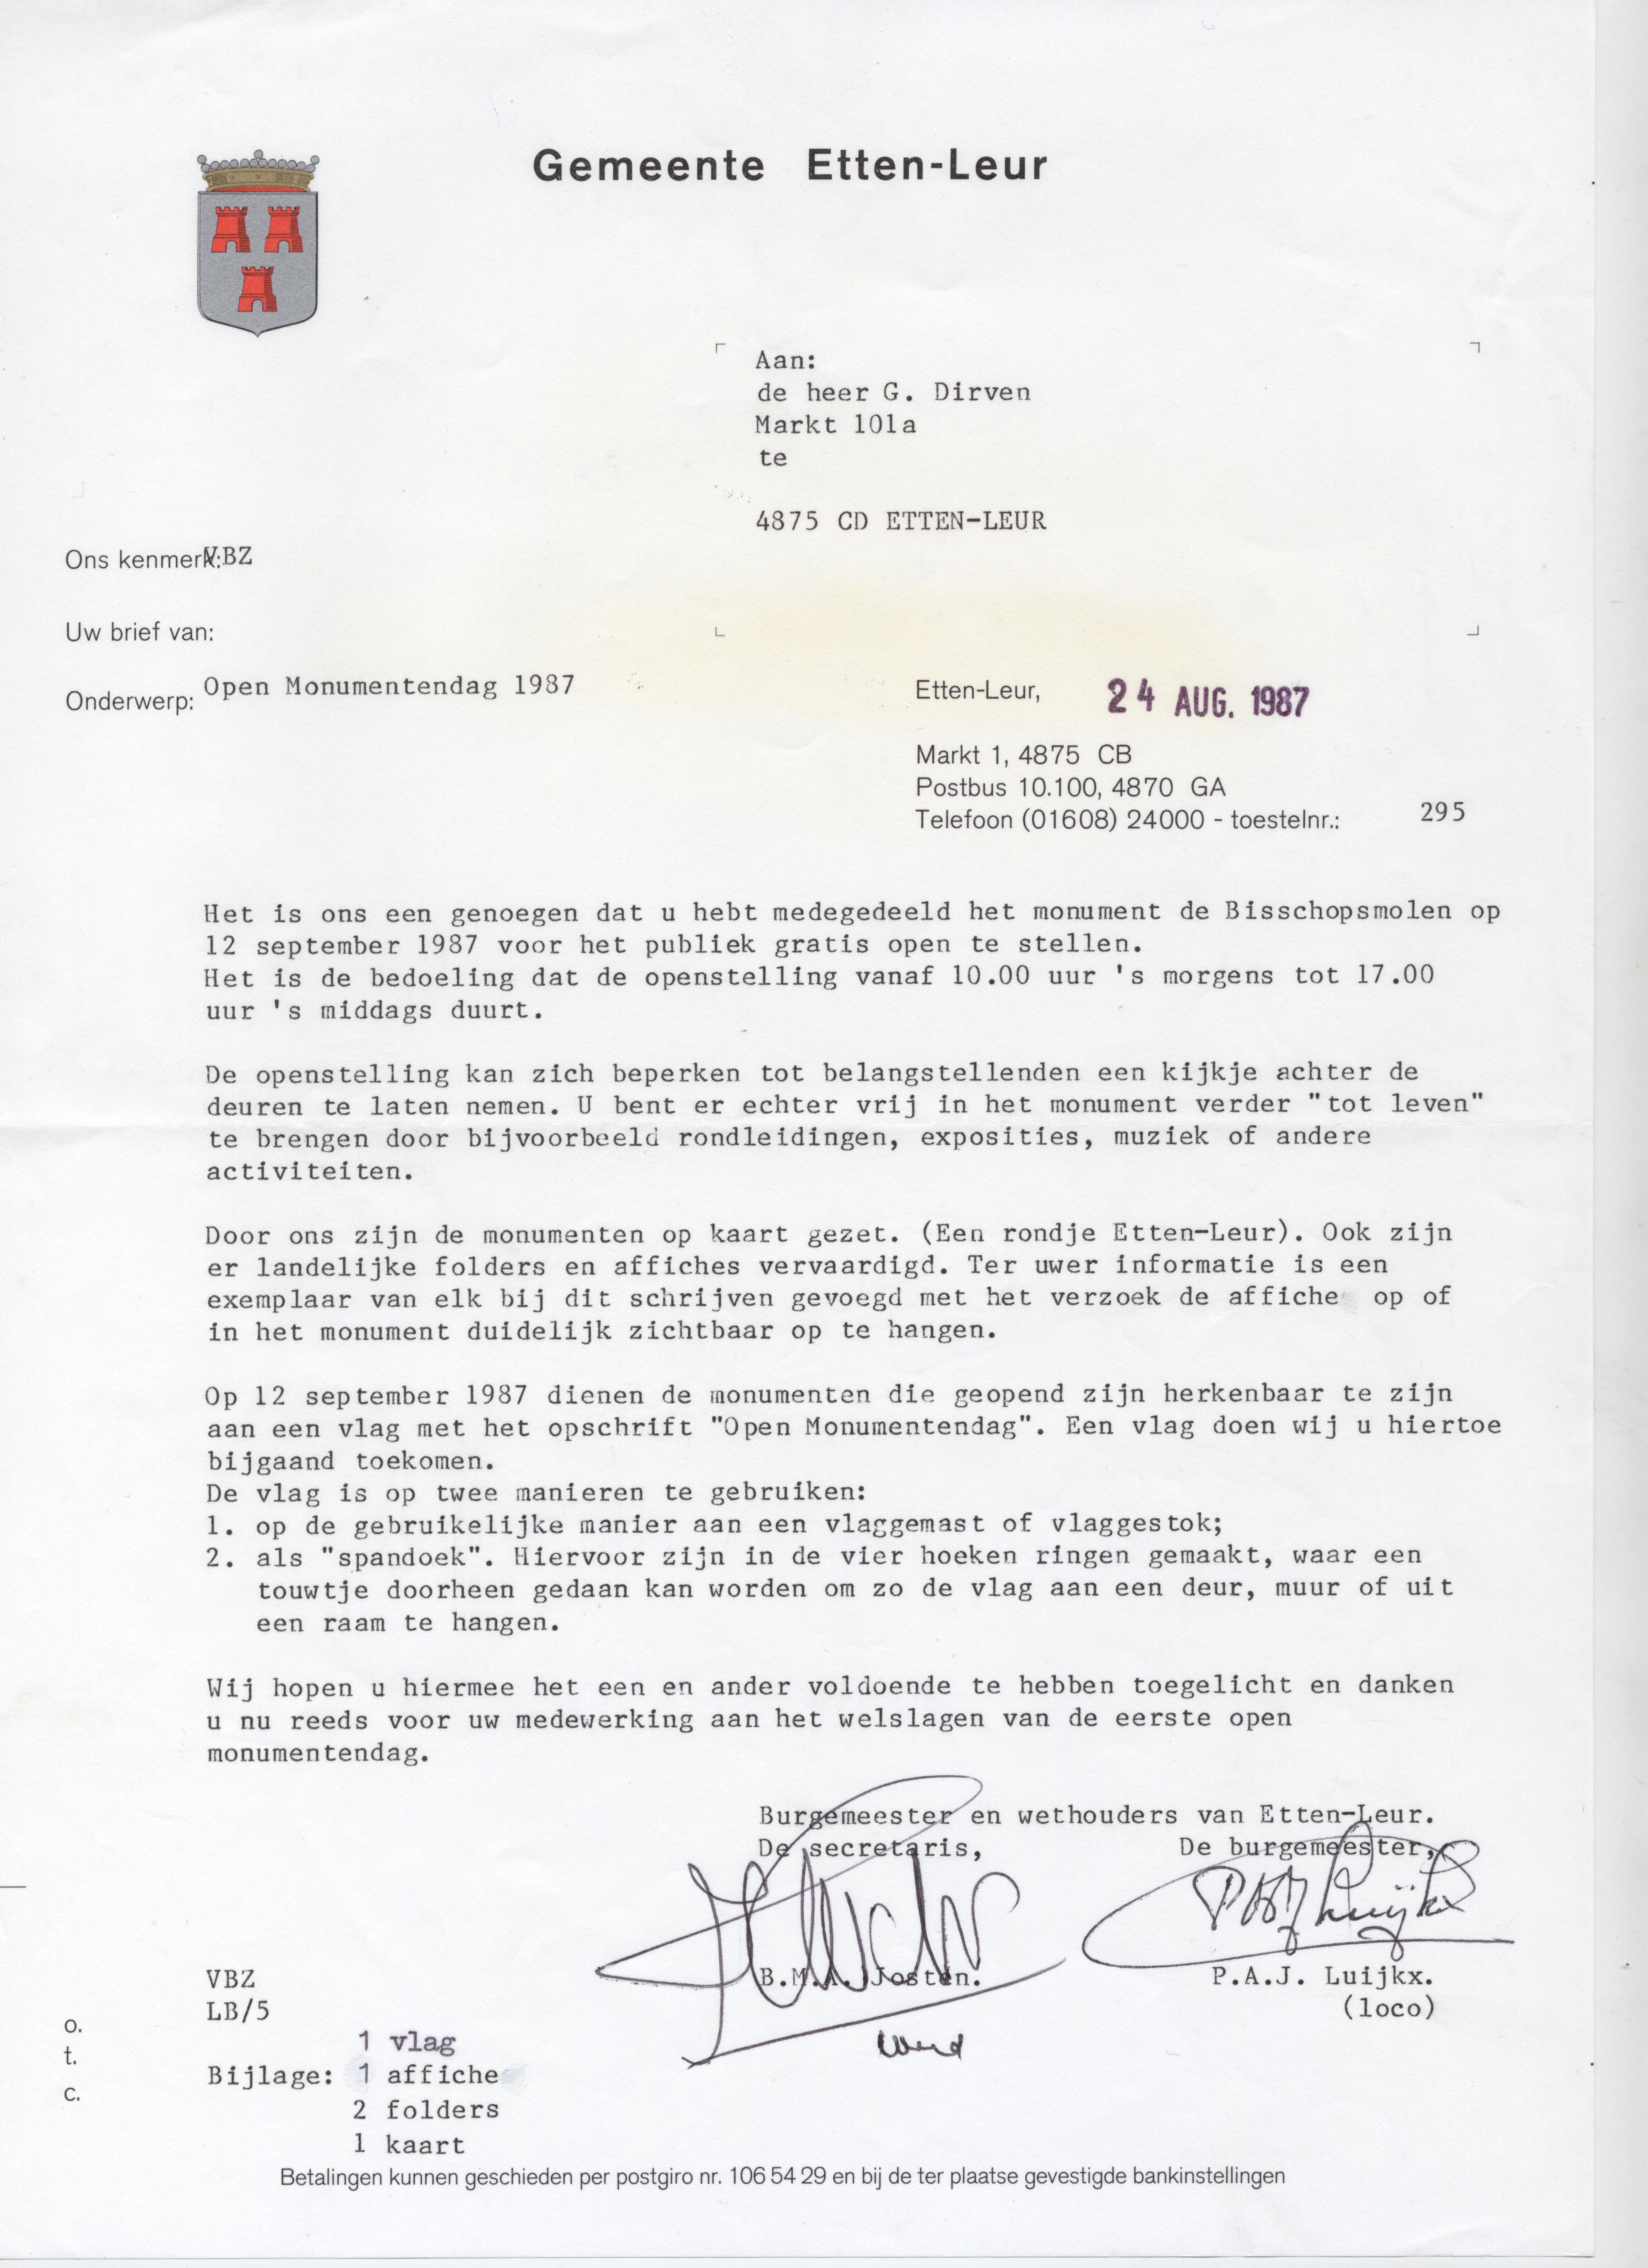 Gemeente Etten-Leur
Aan:
de heer G. Dirven
Markt 101a
te
4875 CD ETTEN-LEUR
Ons kenmerk: VBZ
Uw brief van:
Onderwerp: Open Monumentendag 1987
Etten-Leur, 24 AUG. 1987
Markt 1, 4875 CB
Postbus 10.100, 4870 GA
Telefoon (01608) 24000 - toestelnr.: 295
Het is ons een genoegen dat u hebt medegedeeld het monument de Bisschopsmolen op
12 september 1987 voor het publiek gratis open te stellen.
Het is de bedoeling dat de openstelling vanaf 10.00 uur 's morgens tot 17.00
uur 's middags duurt.
De openstelling kan zich beperken tot belangstellenden een kijkje achter de
deuren te laten nemen. U bent er echter vrij in het monument verder "tot leven"
te brengen door bijvoorbeeld rondleidingen, exposities, muziek of andere
activiteiten.
Door ons zijn de monumenten op kaart gezet. (Een rondje Etten-Leur). Ook zijn
er landelijke folders en affiches vervaardigd. Ter uwer informatie is een
exemplaar van elk bij dit schrijven gevoegd met het verzoek de affiche op of
in het monument duidelijk zichtbaar op te hangen.
Op 12 september 1987 dienen de monumenten die geopend zijn herkenbaar te zijn
aan een vlag met het opschrift "Open Monumentendag". Een vlag doen wij u hiertoe
bijgaand toekomen.
De vlag is op twee manieren te gebruiken:
1. op de gebruikelijke manier aan een vlaggemast of vlaggestok;
2. als "spandoek". Hiervoor zijn in de vier hoeken ringen gemaakt, waar een
touwtje doorheen gedaan kan worden om zo de vlag aan een deur, muur of uit
een raam te hangen.
Wij hopen u hiermee het een en ander voldoende te hebben toegelicht en danken
u nu reeds voor uw medewerking aan het welslagen van de eerste open
monumentendag.
Burgemeester en wethouders van Etten-Leur.
De secretaris, De burgemeester,
B.M.A. Josten. P.A.J. Luijkx.
(loco)
VBZ
LB/5
o.
t.
c.
1 vlag
Bijlage: 1 affiche
2 folders
1 kaart
Betalingen kunnen geschieden per postgiro nr. 106 54 29 en bij de ter plaatse gevestigde bankinstellingen